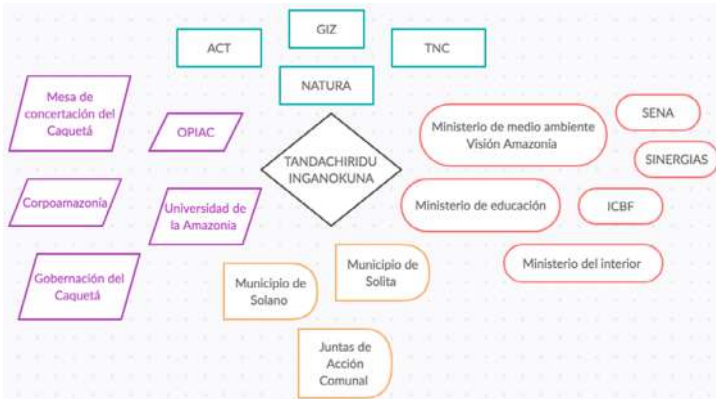 GIZ
ACT
TNC
NATURA
Mesa de
concertación del
Caquetá
OPIAC
TANDACHIRIDU
INGANOKUNA
Ministerio de medio ambiente
Visión Amazonía
SENA
SINERGIAS
Corpoamazonía
Universidad de
la Amazonia
Ministerio de educación
ICBF
Gobernación del
Caquetá
Municipio de
Solano
Municipio de
Solita
Ministerio del interior
Juntas de
Acción
Comunal